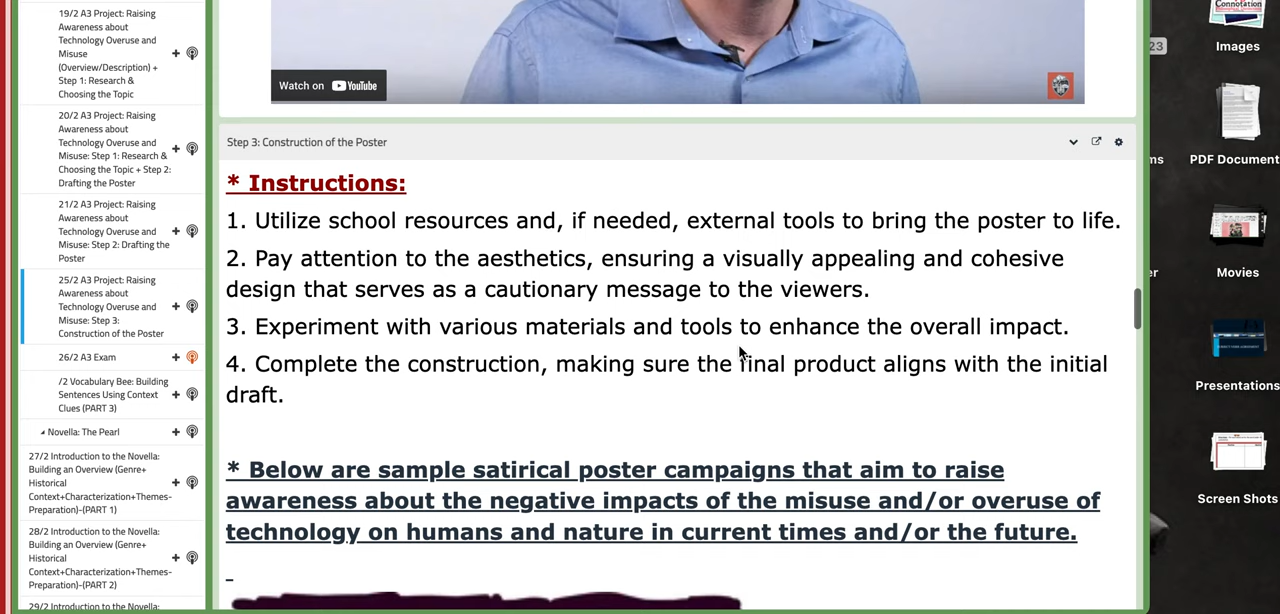 19/2 A3 Project: Raising
Awareness about
Technology Overuse and
Misuse
(Overview/Description) +
Step 1: Research &
Choosing the Topic
20/2 A3 Project: Raising
Awareness about
Technology Overuse and
Misuse: Step 1: Research &
Choosing the Topic + Step 2:
Drafting the Poster
21/2 A3 Project: Raising
Awareness about
Technology Overuse and
Misuse: Step 2: Drafting the
Poster
25/2 A3 Project: Raising
Awareness about
Technology Overuse and
Misuse: Step 3:
Construction of the Poster
26/2 A3 Exam
/2 Vocabulary Bee: Building
Sentences Using Context
Clues (PART 3)
Novella: The Pearl
27/2 Introduction to the Novella:
Building an Overview (Genre+
Historical
Context+Characterization+Themes-
Preparation)-(PART 1)
28/2 Introduction to the Novella:
Building an Overview (Genre+
Historical
Context+Characterization+Themes-
Preparation)-(PART 2)
29/2 Introduction to the Novella:
Watch on YouTube
Step 3: Construction of the Poster
* Instructions:
1. Utilize school resources and, if needed, external tools to bring the poster to life.
2. Pay attention to the aesthetics, ensuring a visually appealing and cohesive
design that serves as a cautionary message to the viewers.
3. Experiment with various materials and tools to enhance the overall impact.
4. Complete the construction, making sure the final product aligns with the initial
draft.
* Below are sample satirical poster campaigns that aim to raise
awareness about the negative impacts of the misuse and/or overuse of
technology on humans and nature in current times and/or the future.
Connotation
23
Images
ms
PDF Document
er
Movies
Presentations
Screen Shots